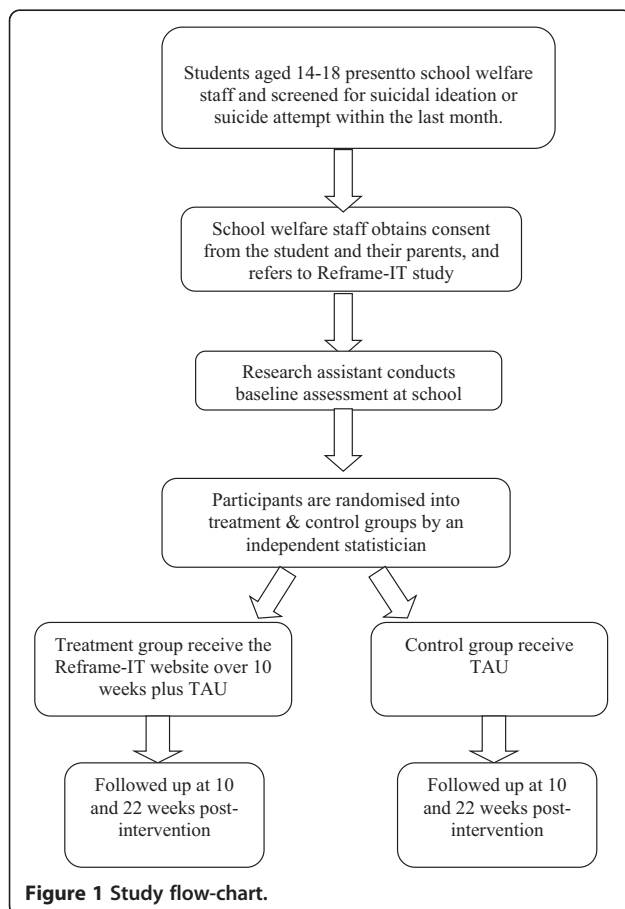 Students aged 14-18 presentto school welfare
staff and screened for suicidal ideation or
suicide attempt within the last month.
School welfare staff obtains consent
from the student and their parents, and
refers to Reframe-IT study
Research assistant conducts
baseline assessment at school
Participants are randomised into
treatment & control groups by an
independent statistician
Treatment group receive the
Reframe-IT website over 10
weeks plus TAU
Control group receive
TAU
Followed up at 10
and 22 weeks post-
intervention
Followed up at 10
and 22 weeks post-
intervention
Figure 1 Study flow-chart.